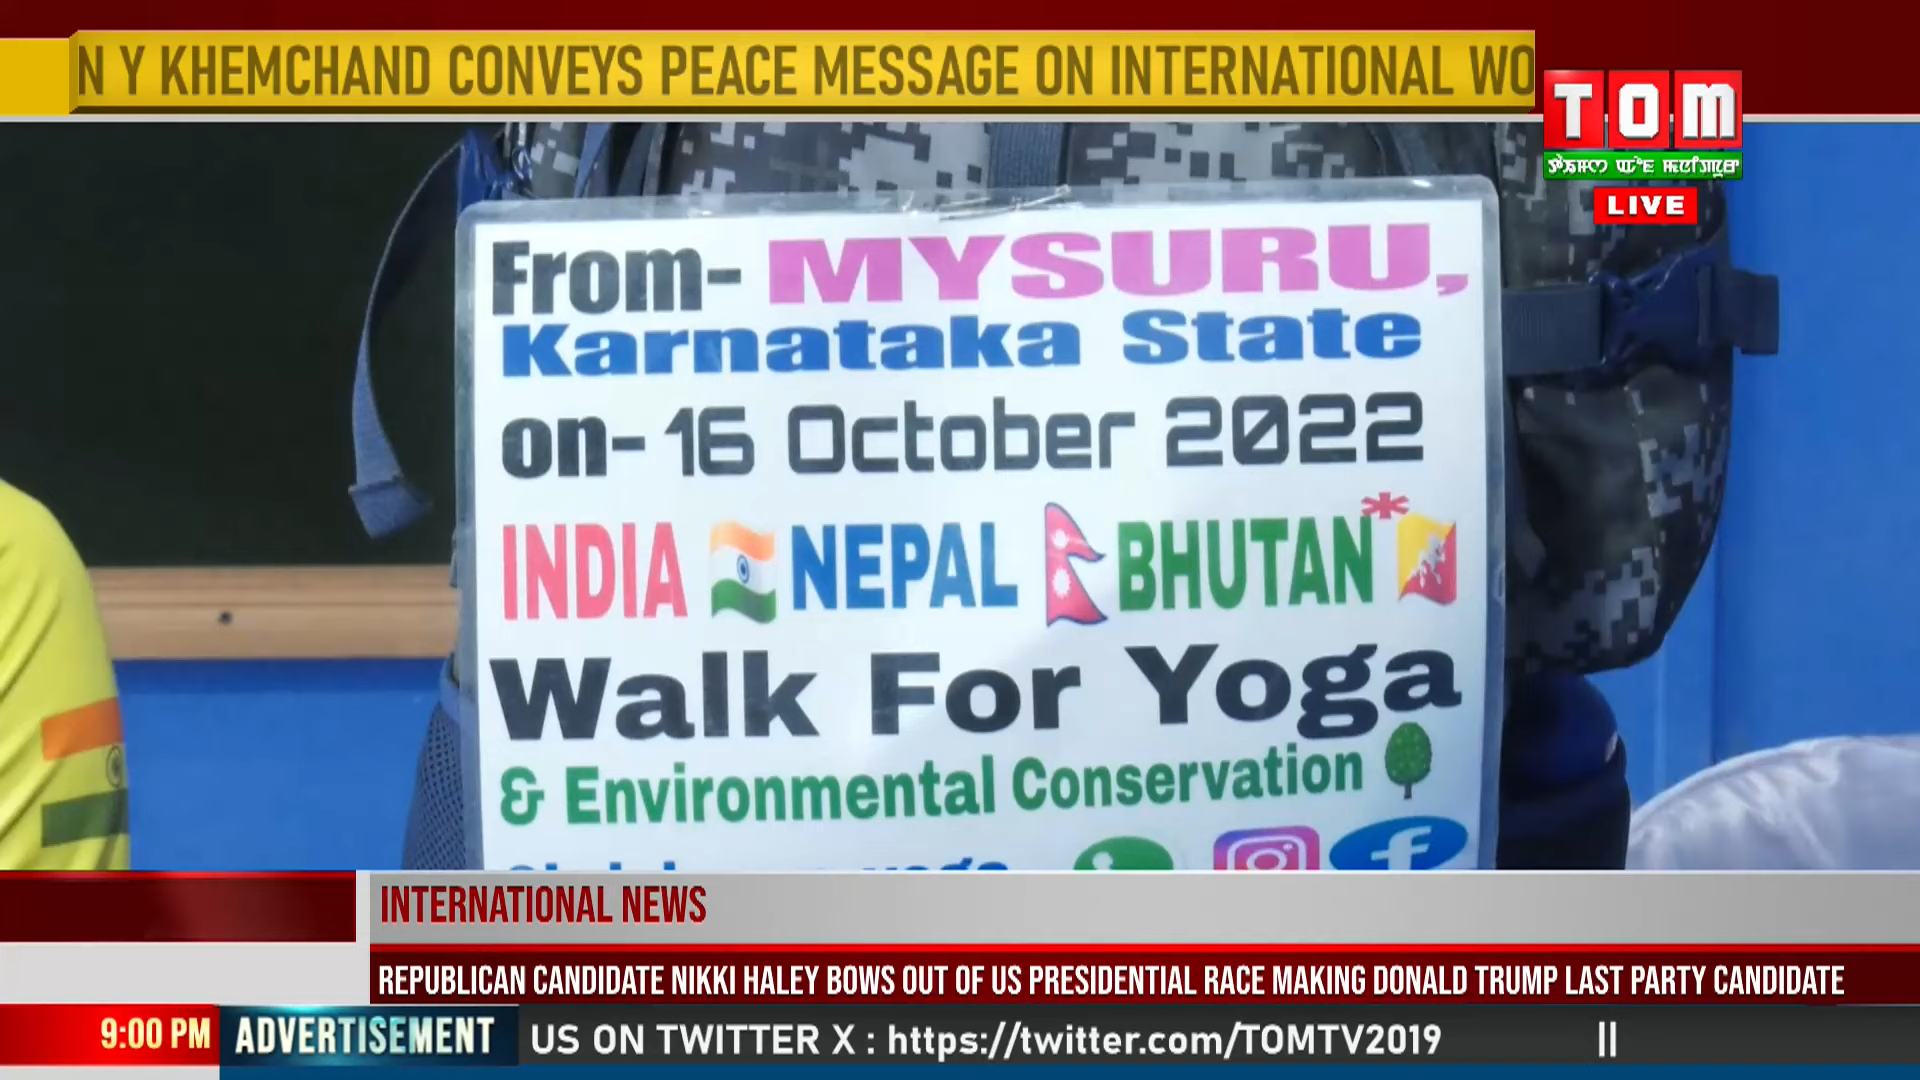 N Y KHEMCHAND CONVEYS PEACE MESSAGE ON INTERNATIONAL WO
TOM
LIVE
From- MYSURU,
Karnataka State
on- 16 October 2022
INDIA NEPAL BHUTAN*
Walk For Yoga
& Environmental Conservation
INTERNATIONAL NEWS
REPUBLICAN CANDIDATE NIKKI HALEY BOWS OUT OF US PRESIDENTIAL RACE MAKING DONALD TRUMP LAST PARTY CANDIDATE
9:00 PM ADVERTISEMENT US ON TWITTER X : https://twitter.com/TOMTV2019 ||